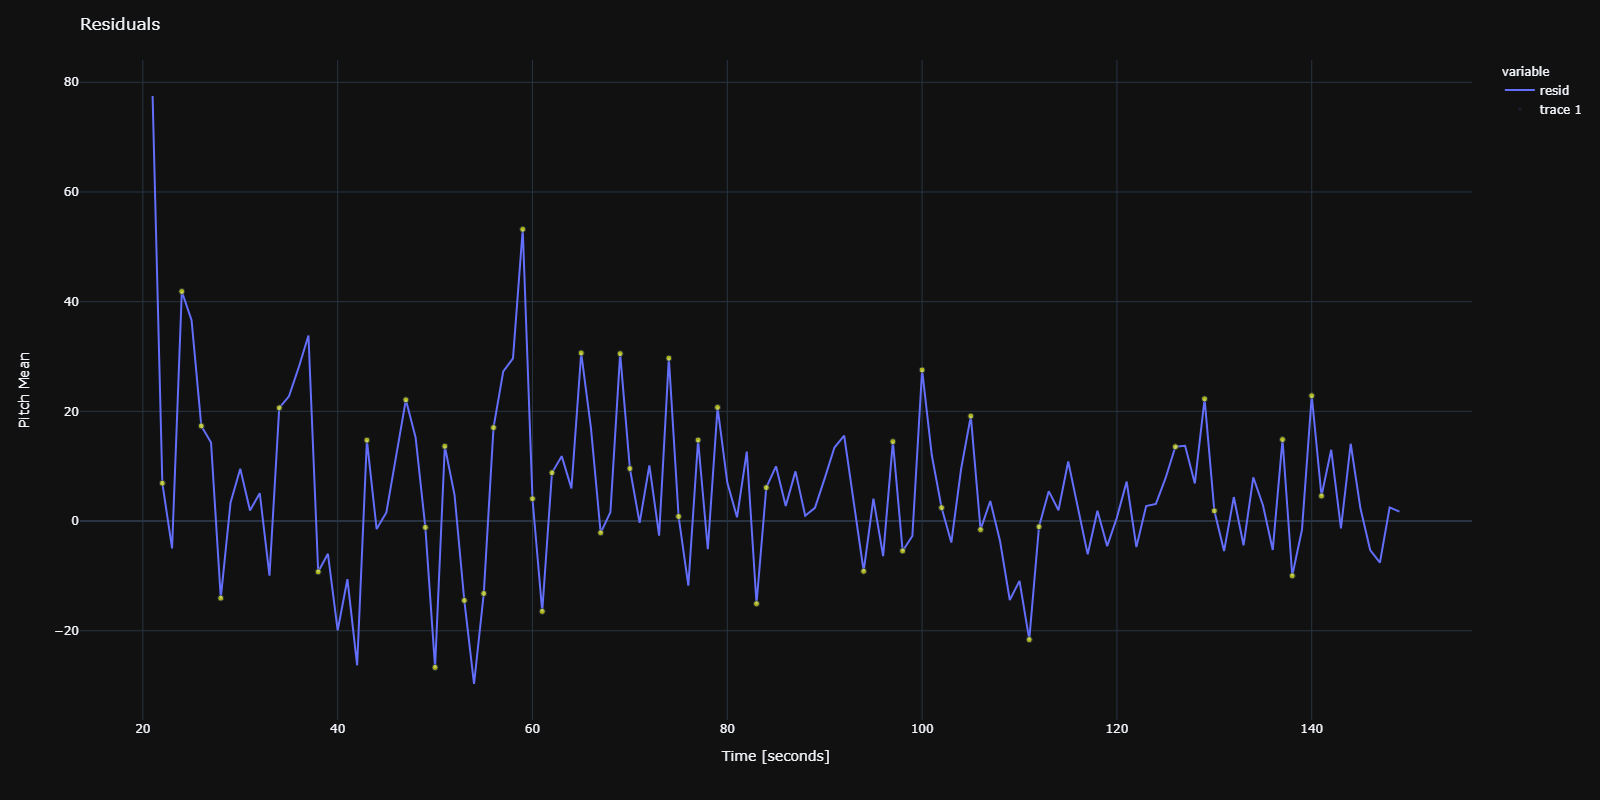 Residuals
variable
resid
trace 1
Pitch Mean
80
60
40
20
0
−20
20 40 60 80 100 120 140
Time [seconds]